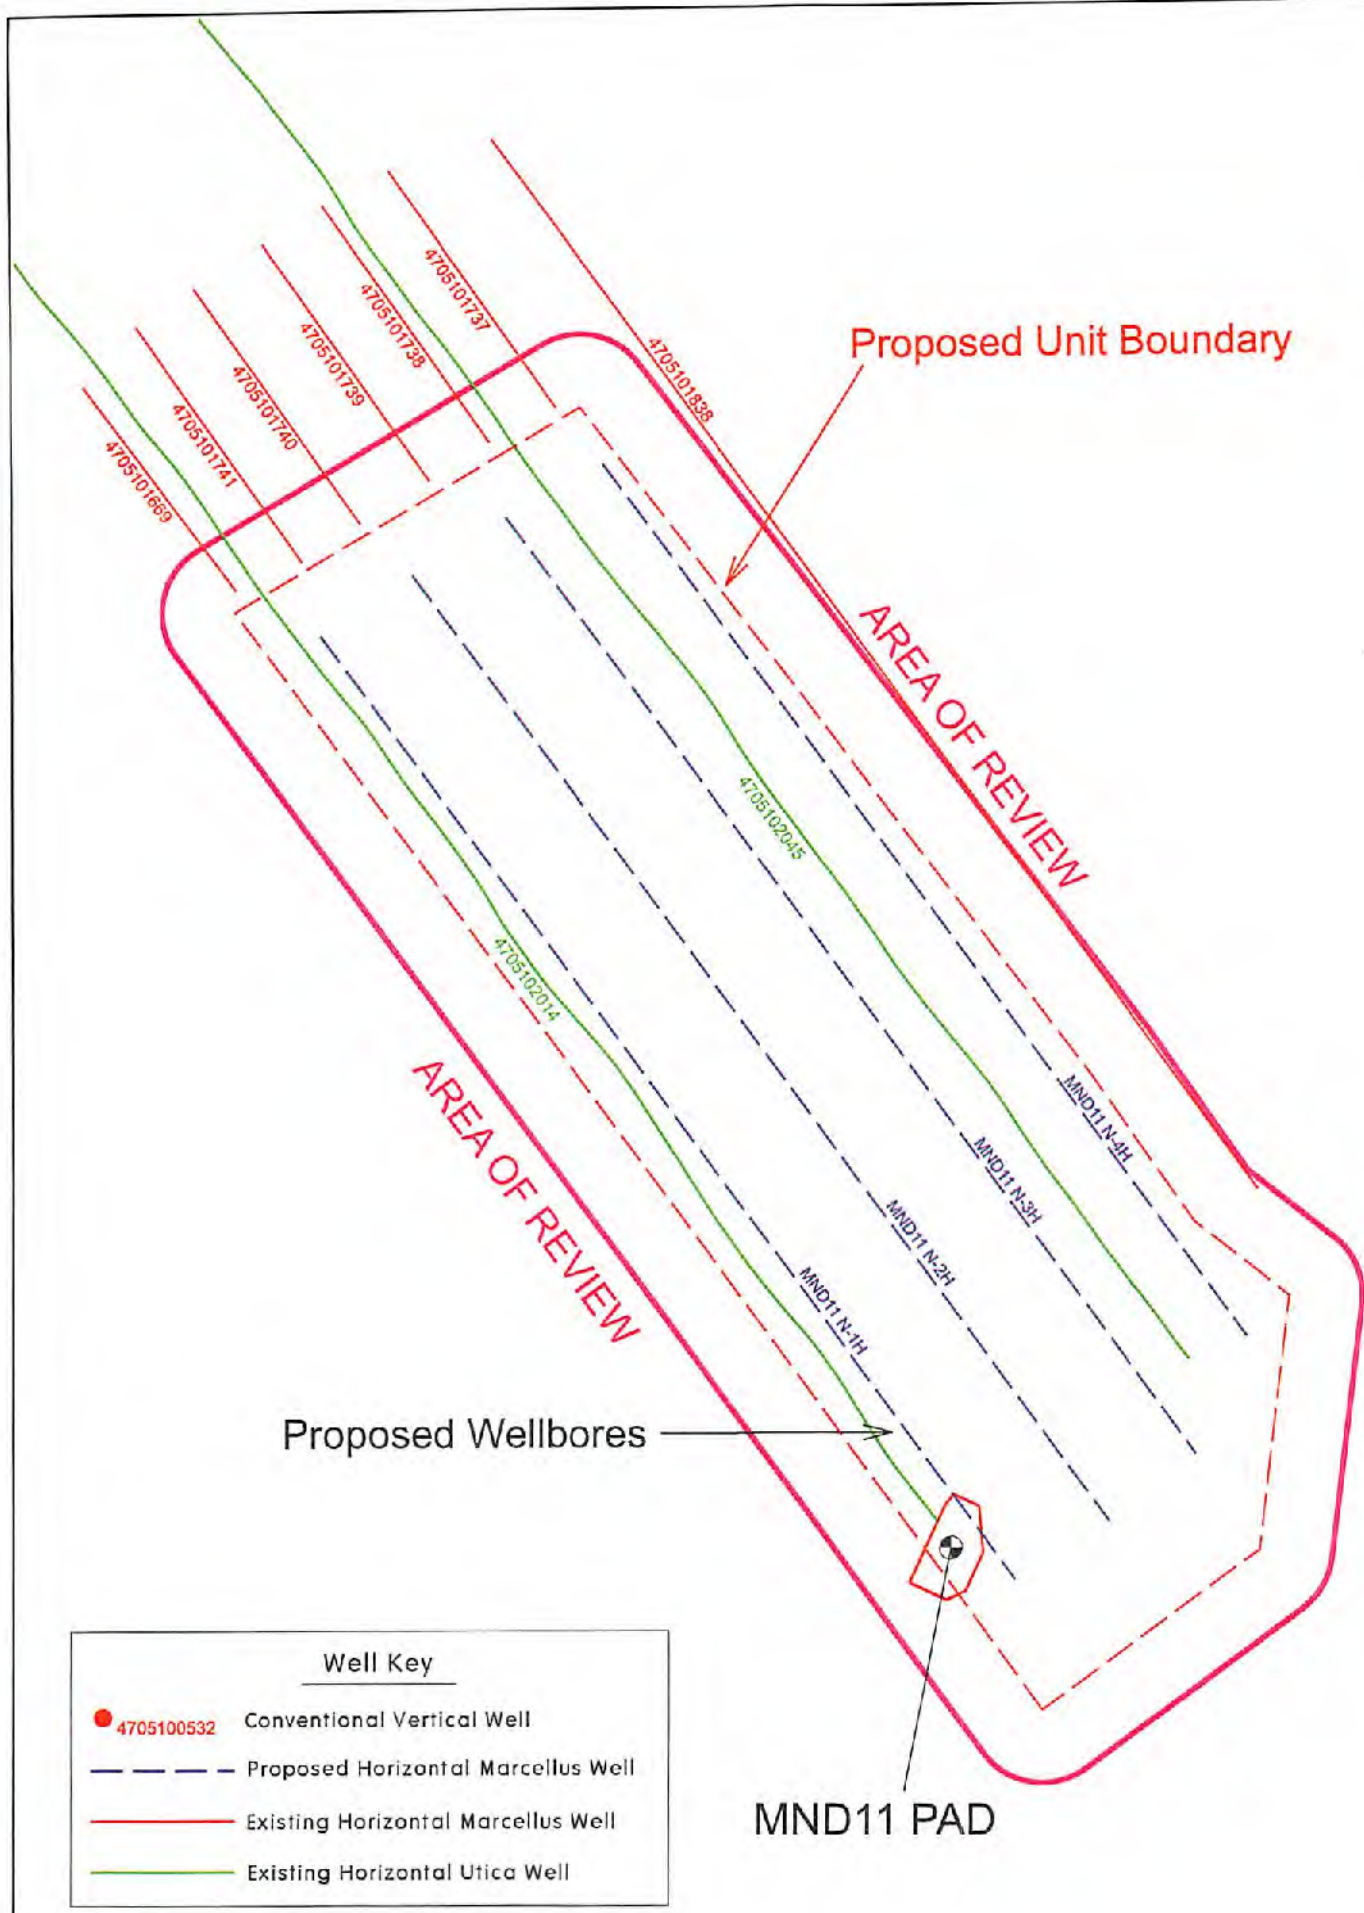 4705101737
4705101738
4705101739
4705101740
4705101741
4705101669
4705101838
Proposed Unit Boundary
AREA OF REVIEW
4705102045
4705102014
AREA OF REVIEW
MND11 N-4H
MND11 N-3H
MND11 N-2H
MND11 N-1H
Proposed Wellbores
MND11 PAD
Well Key
4705100532 Conventional Vertical Well
Proposed Horizontal Marcellus Well
Existing Horizontal Marcellus Well
Existing Horizontal Utica Well